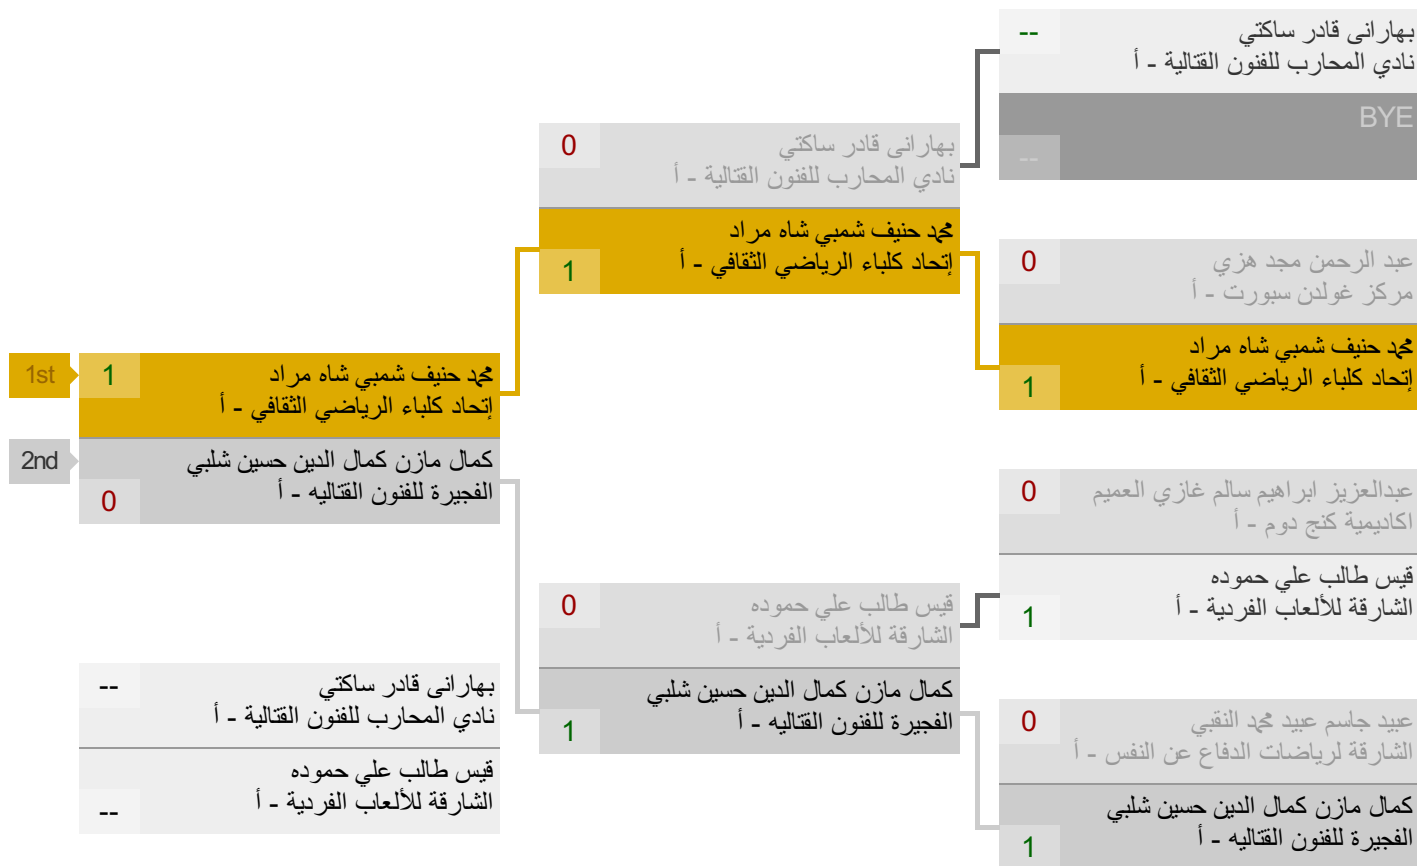 --
بهارانى قادر ساكتي
نادي المحارب للفنون القتالية - أ
BYE
--
0
بهارانى قادر ساكتي
نادي المحارب للفنون القتالية - أ
محمد حنيف شمبي شاه مراد
إتحاد كلباء الرياضي الثقافي - أ
1
0
عبد الرحمن مجد هزي
مركز غولدن سبورت - أ
محمد حنيف شمبي شاه مراد
إتحاد كلباء الرياضي الثقافي - أ
1
1st
1
محمد حنيف شمبي شاه مراد
إتحاد كلباء الرياضي الثقافي - أ
2nd
كمال مازن كمال الدين حسين شلبي
الفجيرة للفنون القتاليه - أ
0
0
عبدالعزيز ابراهيم سالم غازي العميم
اكاديمية كنج دوم - أ
قيس طالب علي حموده
الشارقة للألعاب الفردية - أ
1
0
قيس طالب علي حموده
الشارقة للألعاب الفردية - أ
كمال مازن كمال الدين حسين شلبي
الفجيرة للفنون القتاليه - أ
1
--
بهارانى قادر ساكتي
نادي المحارب للفنون القتالية - أ
قيس طالب علي حموده
الشارقة للألعاب الفردية - أ
--
0
عبيد جاسم عبيد محمد النقبي
الشارقة لرياضات الدفاع عن النفس - أ
كمال مازن كمال الدين حسين شلبي
الفجيرة للفنون القتاليه - أ
1